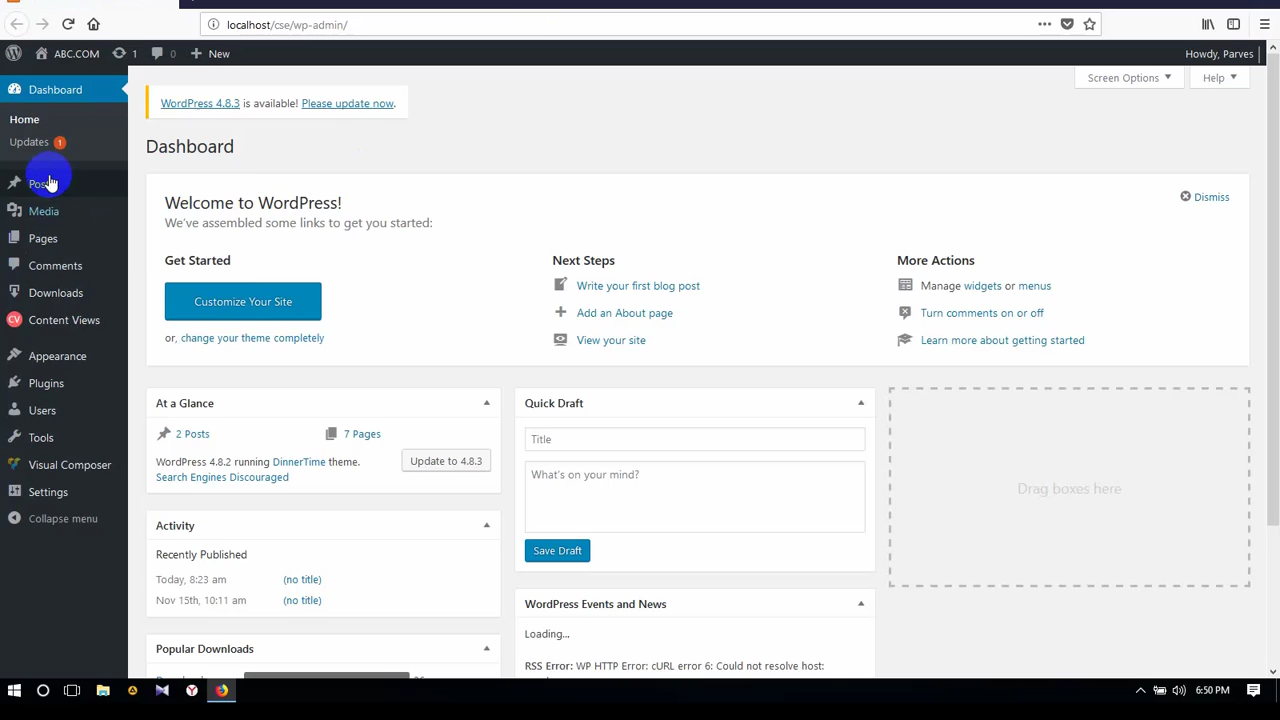 localhost/cse/wp-admin/
ABC.COM 1 0 New Howdy, Parves
Dashboard
Home
Updates 1
Media
Pages
Comments
Downloads
CV Content Views
Appearance
Plugins
Users
Tools
Visual Composer
Settings
Collapse menu
Screen Options Help
WordPress 4.8.3 is available! Please update now.
Dashboard
Welcome to WordPress!
We've assembled some links to get you started:
Dismiss
Get Started
Customize Your Site
or, change your theme completely
Next Steps
Write your first blog post
Add an About page
View your site
More Actions
Manage widgets or menus
Turn comments on or off
Learn more about getting started
At a Glance
2 Posts 7 Pages
WordPress 4.8.2 running DinnerTime theme.
Update to 4.8.3
Search Engines Discouraged
Activity
Recently Published
Today, 8:23 am (no title)
Nov 15th, 10:11 am (no title)
Popular Downloads
Quick Draft
Title
What's on your mind?
Save Draft
WordPress Events and News
Loading...
RSS Error: WP HTTP Error: cURL error 6: Could not resolve host:
Drag boxes here
6:50 PM